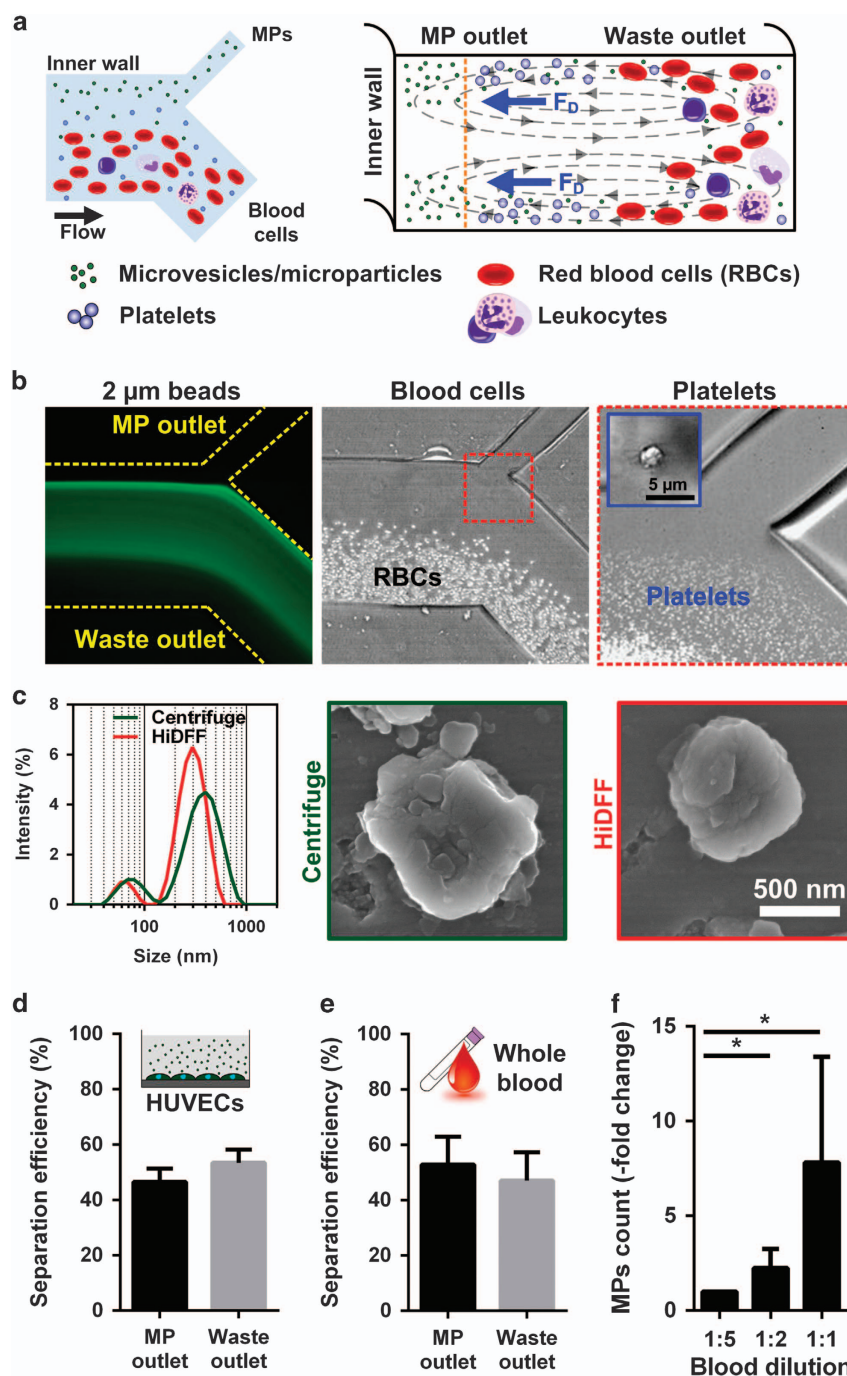 a
MPs
Inner wall
Flow
Blood
cells
MP outlet
Waste outlet
Inner wall
F_D
F_D
Microvesicles/microparticles
Red blood cells (RBCs)
Platelets
Leukocytes
b
2 µm beads
Blood cells
Platelets
MP outlet
Waste outlet
RBCs
5 µm
Platelets
c
8
6
4
2
0
Intensity (%)
Centrifuge
HiDFF
100
1000
Size (nm)
Centrifuge
HiDFF
500 nm
d
Separation efficiency (%)
100
80
60
40
20
0
HUVECs
MP
outlet
Waste
outlet
e
Separation efficiency (%)
100
80
60
40
20
0
Whole
blood
MP
outlet
Waste
outlet
f
MPs count (-fold change)
15
10
5
0
*
*
1:5
1:2
1:1
Blood dilution